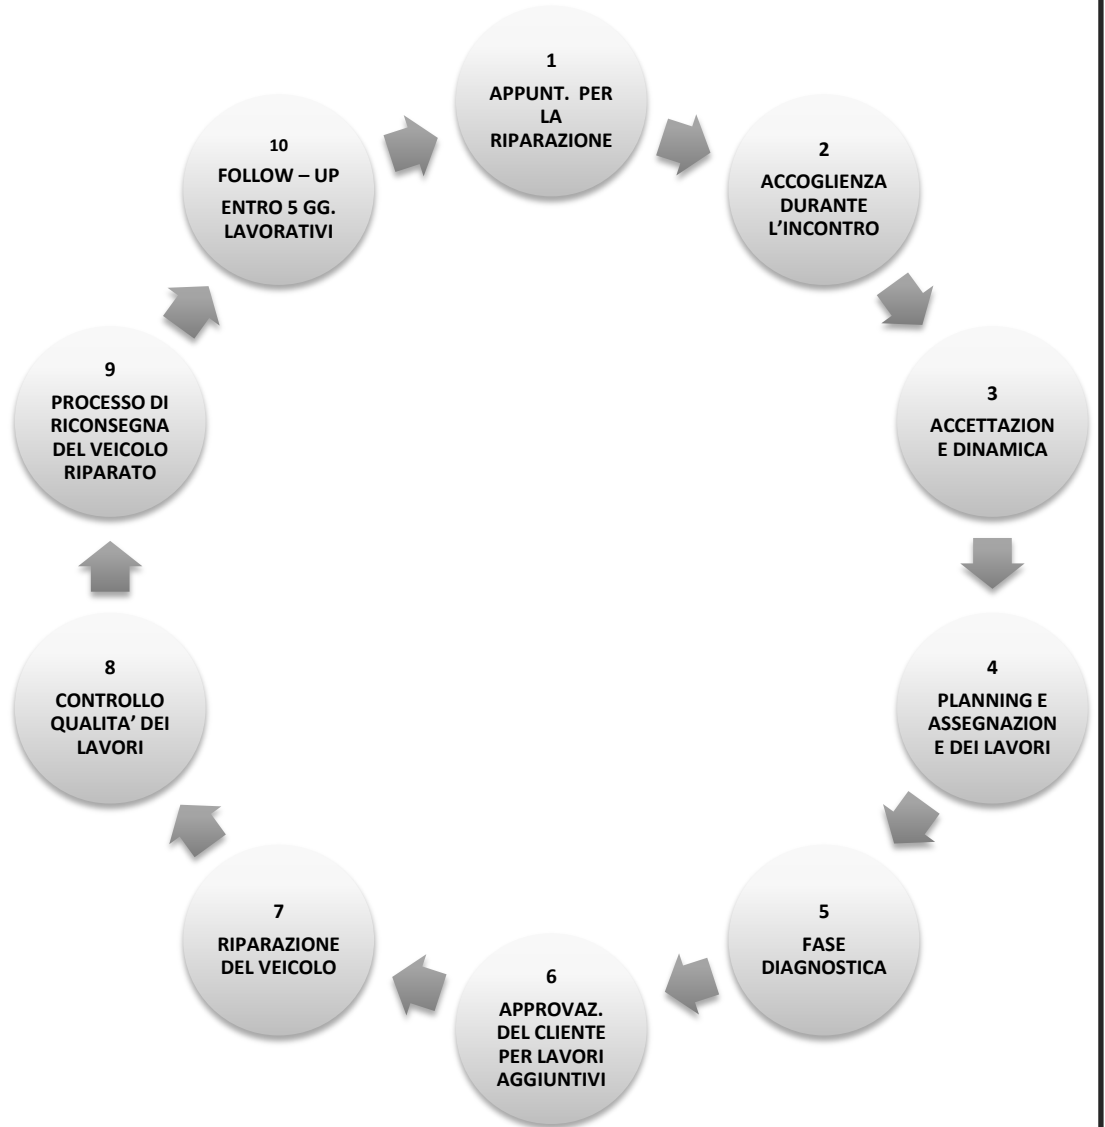 1
APPUNT. PER
LA
RIPARAZIONE
2
ACCOGLIENZA
DURANTE
L'INCONTRO
3
ACCETTAZION
E DINAMICA
4
PLANNING E
ASSEGNAZION
E DEI LAVORI
5
FASE
DIAGNOSTICA
6
APPROVAZ.
DEL CLIENTE
PER LAVORI
AGGIUNTIVI
7
RIPARAZIONE
DEL VEICOLO
8
CONTROLLO
QUALITA' DEI
LAVORI
9
PROCESSO DI
RICONSEGNA
DEL VEICOLO
RIPARATO
10
FOLLOW – UP
ENTRO 5 GG.
LAVORATIVI